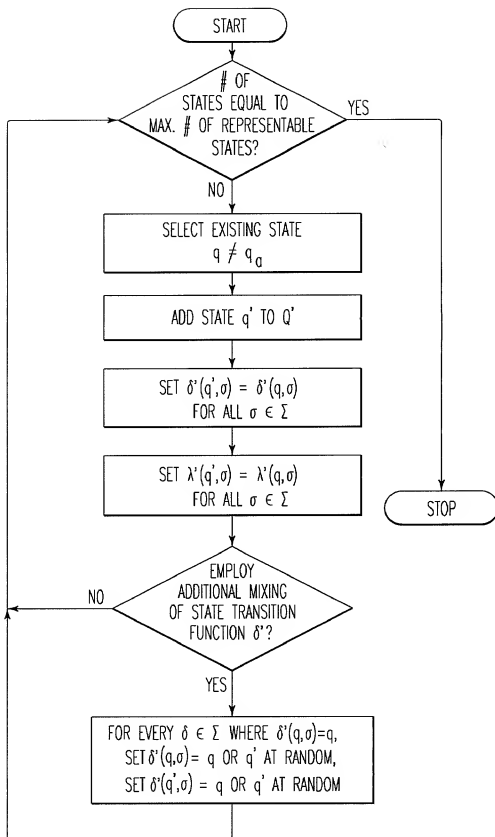 START
# OF
STATES EQUAL TO
MAX. # OF REPRESENTABLE
STATES?
YES
NO
SELECT EXISTING STATE
q ≠ qa
ADD STATE q' TO Q'
SET δ'(q',σ) = δ'(q,σ)
FOR ALL σ ∈ Σ
SET λ'(q',σ) = λ'(q,σ)
FOR ALL σ ∈ Σ
STOP
EMPLOY
ADDITIONAL MIXING
OF STATE TRANSITION
FUNCTION δ'?
NO
YES
FOR EVERY δ ∈ Σ WHERE δ'(q,σ)=q,
SET δ'(q,σ)= q OR q' AT RANDOM,
SET δ'(q',σ) = q OR q' AT RANDOM